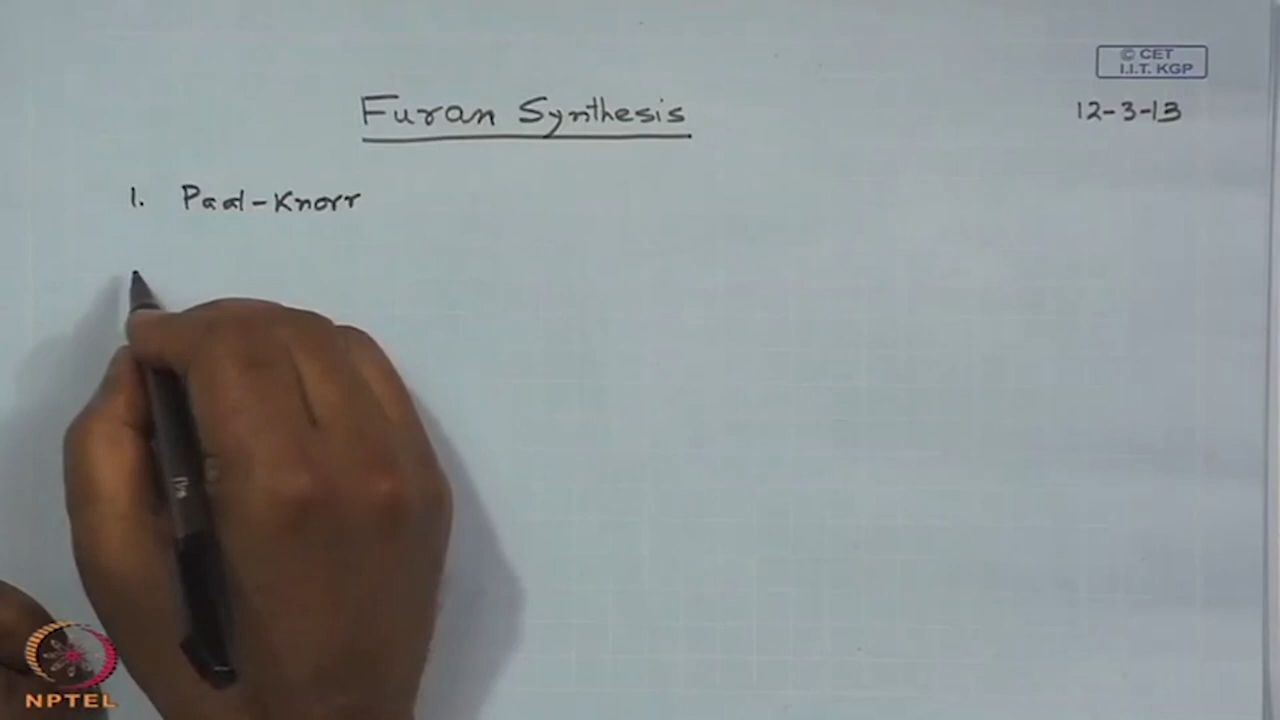 © CET
I.I.T. KGP
Furan Synthesis
12-3-13
1. Paal-Knorr
NPTEL